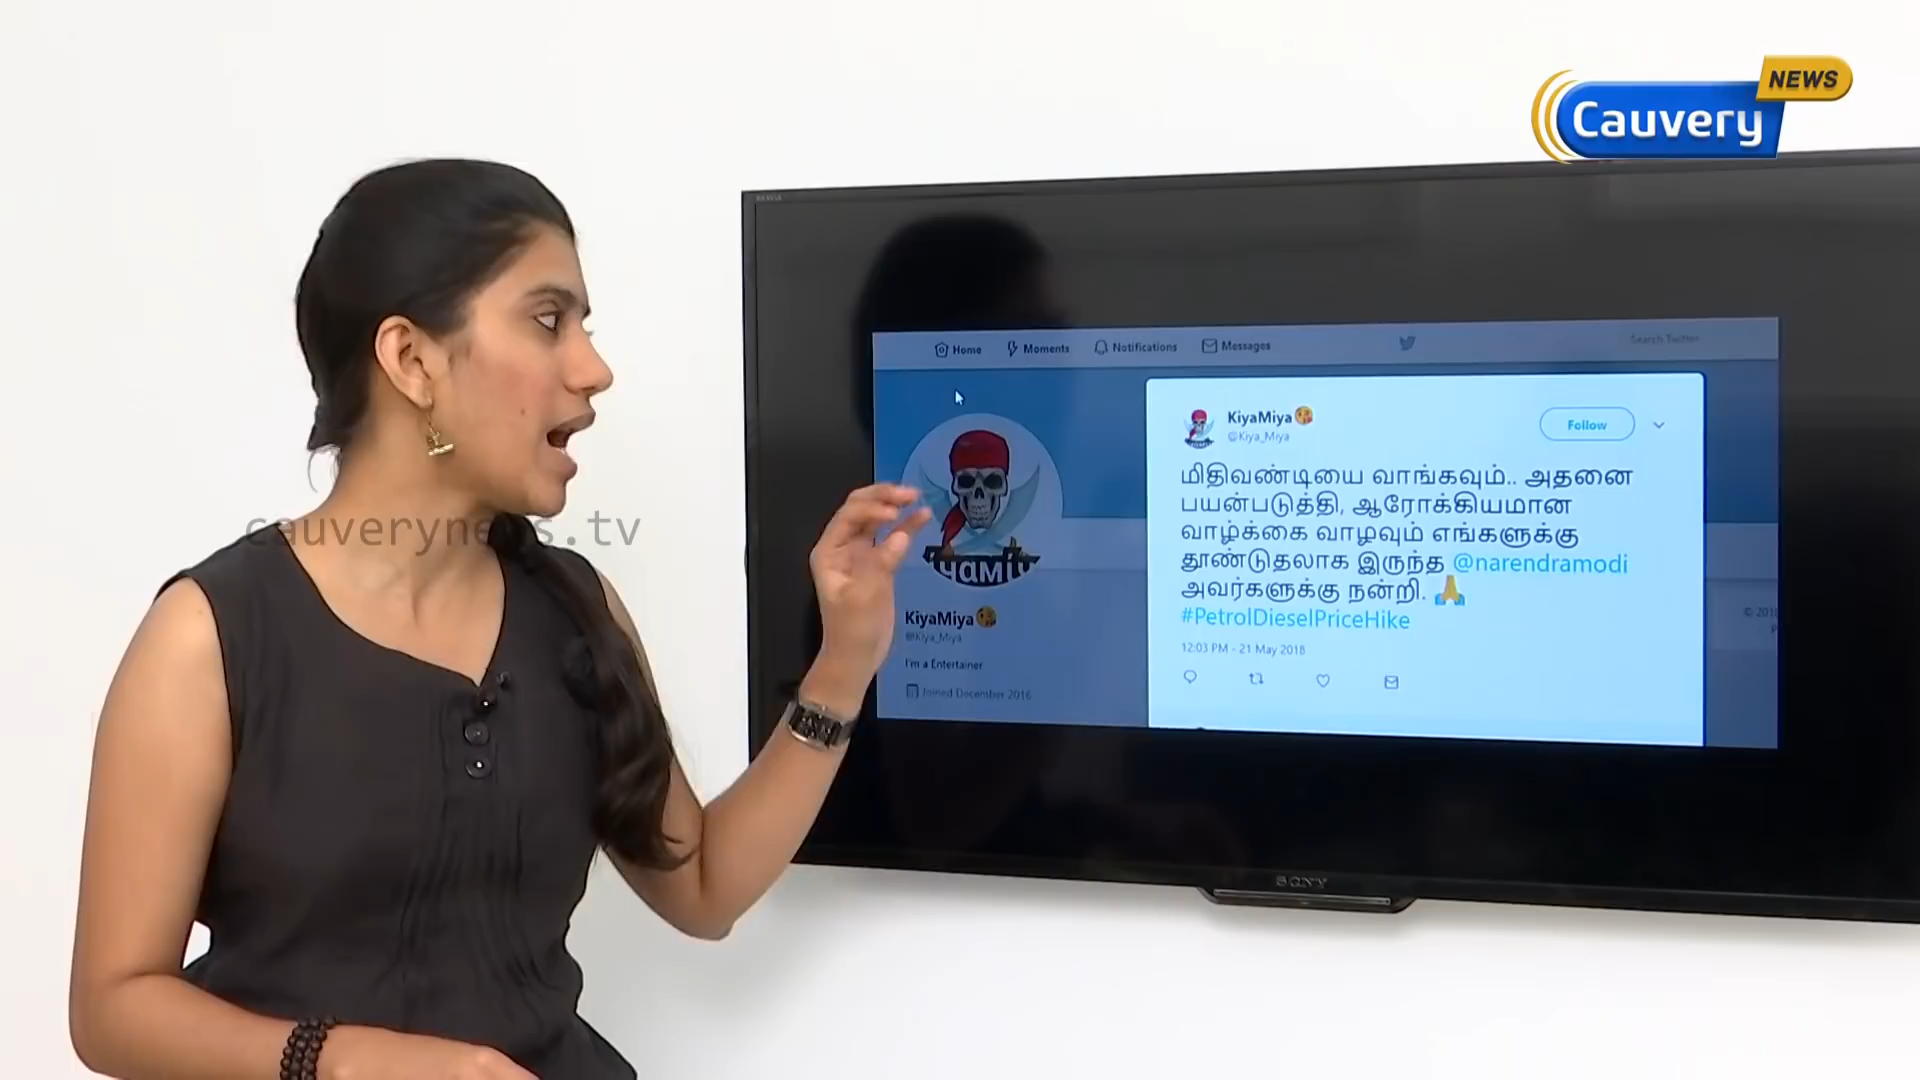 NEWS
Cauvery
Home
Moments
Notifications
Messages
Search Twitter
KiyaMiya
@Kiya_Miya
Follow
மிதிவண்டியை வாங்கவும்.. அதனை
பயன்படுத்தி, ஆரோக்கியமான
வாழ்க்கை வாழவும் எங்களுக்கு
தூண்டுதலாக இருந்த @narendramodi
அவர்களுக்கு நன்றி.
#PetrolDieselPriceHike
12:03 PM - 21 May 2018
KiyaMiya
@Kiya_Miya
I'm a Entertainer
Joined December 2016
cauverynews.tv
SONY